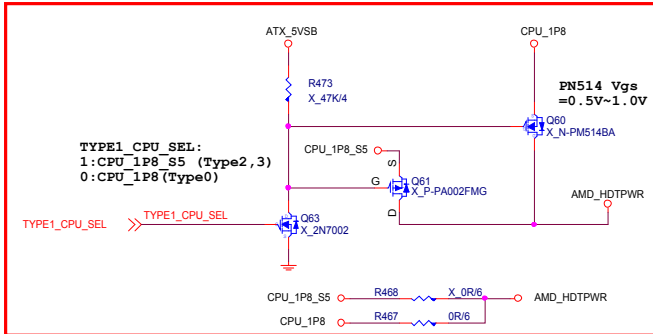 ATX_5VSB
CPU_1P8
R473
X_47K/4
PN514 Vgs
=0.5V~1.0V
Q60
X_N-PM514BA
TYPE1_CPU_SEL:
1:CPU_1P8_S5 (Type2,3)
0:CPU_1P8(Type0)
CPU_1P8_S5
S
G
D
Q61
X_P-PA002FMG
AMD_HDTPWR
TYPE1_CPU_SEL
TYPE1_CPU_SEL
Q63
X_2N7002
CPU_1P8_S5
R468
X_0R/6
AMD_HDTPWR
CPU_1P8
R467
0R/6